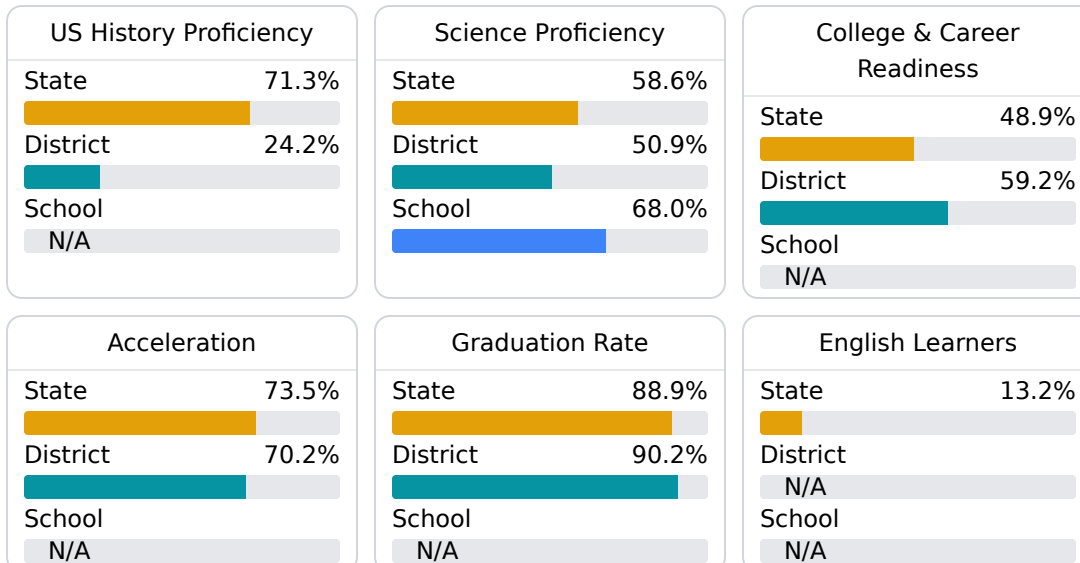 US History Proficiency
State 71.3%
District 24.2%
School
N/A
Science Proficiency
State 58.6%
District 50.9%
School 68.0%
College & Career
Readiness
State 48.9%
District 59.2%
School
N/A
Acceleration
State 73.5%
District 70.2%
School
N/A
Graduation Rate
State 88.9%
District 90.2%
School
N/A
English Learners
State 13.2%
District
N/A
School
N/A